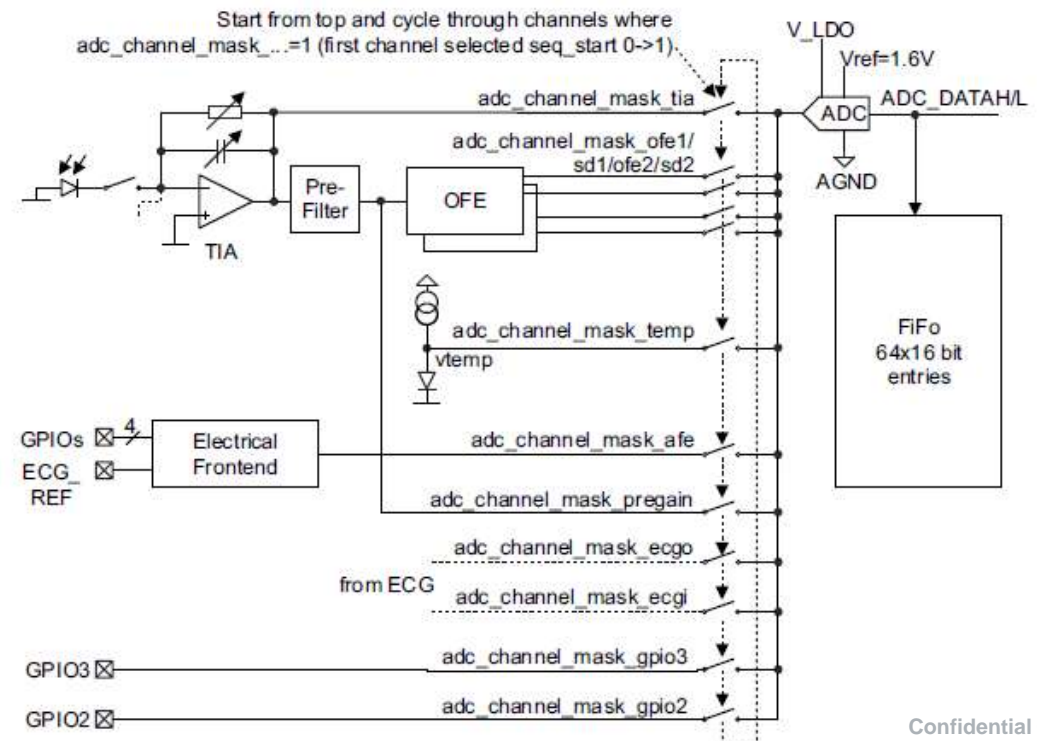 Start from top and cycle through channels where
adc_channel_mask_...=1 (first channel selected seq_start 0->1)
V_LDO
Vref=1.6V
adc_channel_mask_tia
ADC
ADC_DATAH/L
adc_channel_mask_ofe1/
sd1/ofe2/sd2
AGND
Pre-
Filter
OFE
TIA
adc_channel_mask_temp
vtemp
FiFo
64x16 bit
entries
GPIOs
4
Electrical
Frontend
adc_channel_mask_afe
ECG_
REF
adc_channel_mask_pregain
adc_channel_mask_ecgo
from ECG
adc_channel_mask_ecgi
GPIO3
adc_channel_mask_gpio3
GPIO2
adc_channel_mask_gpio2
Confidential